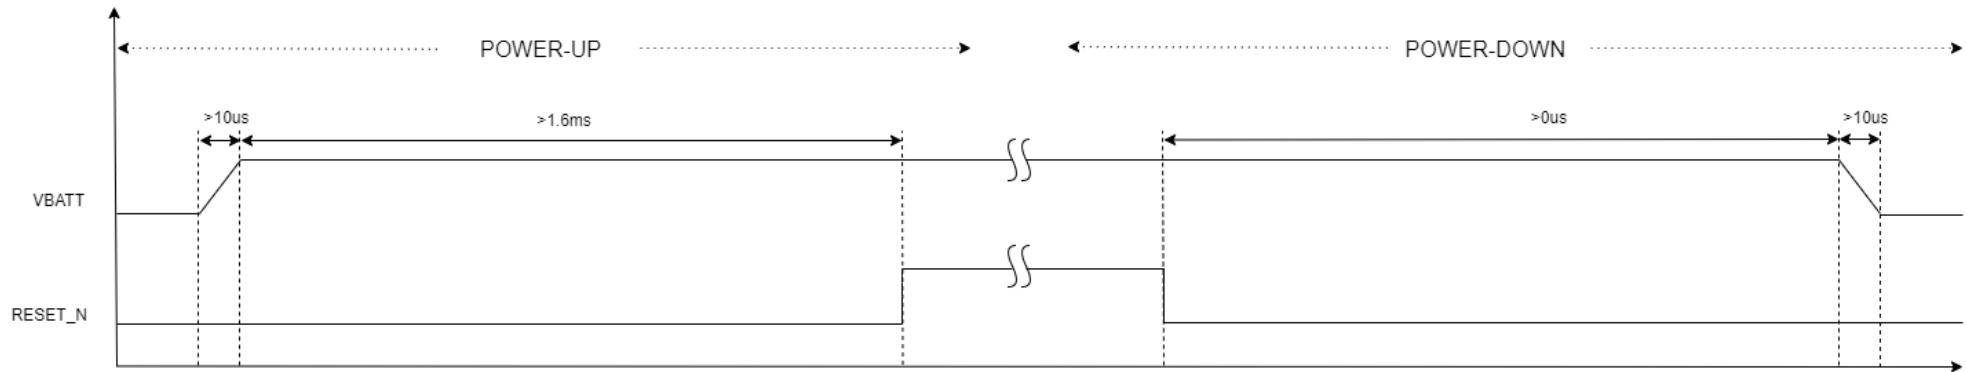 POWER-UP
POWER-DOWN
>10us
>1.6ms
>0us
>10us
VBATT
RESET_N